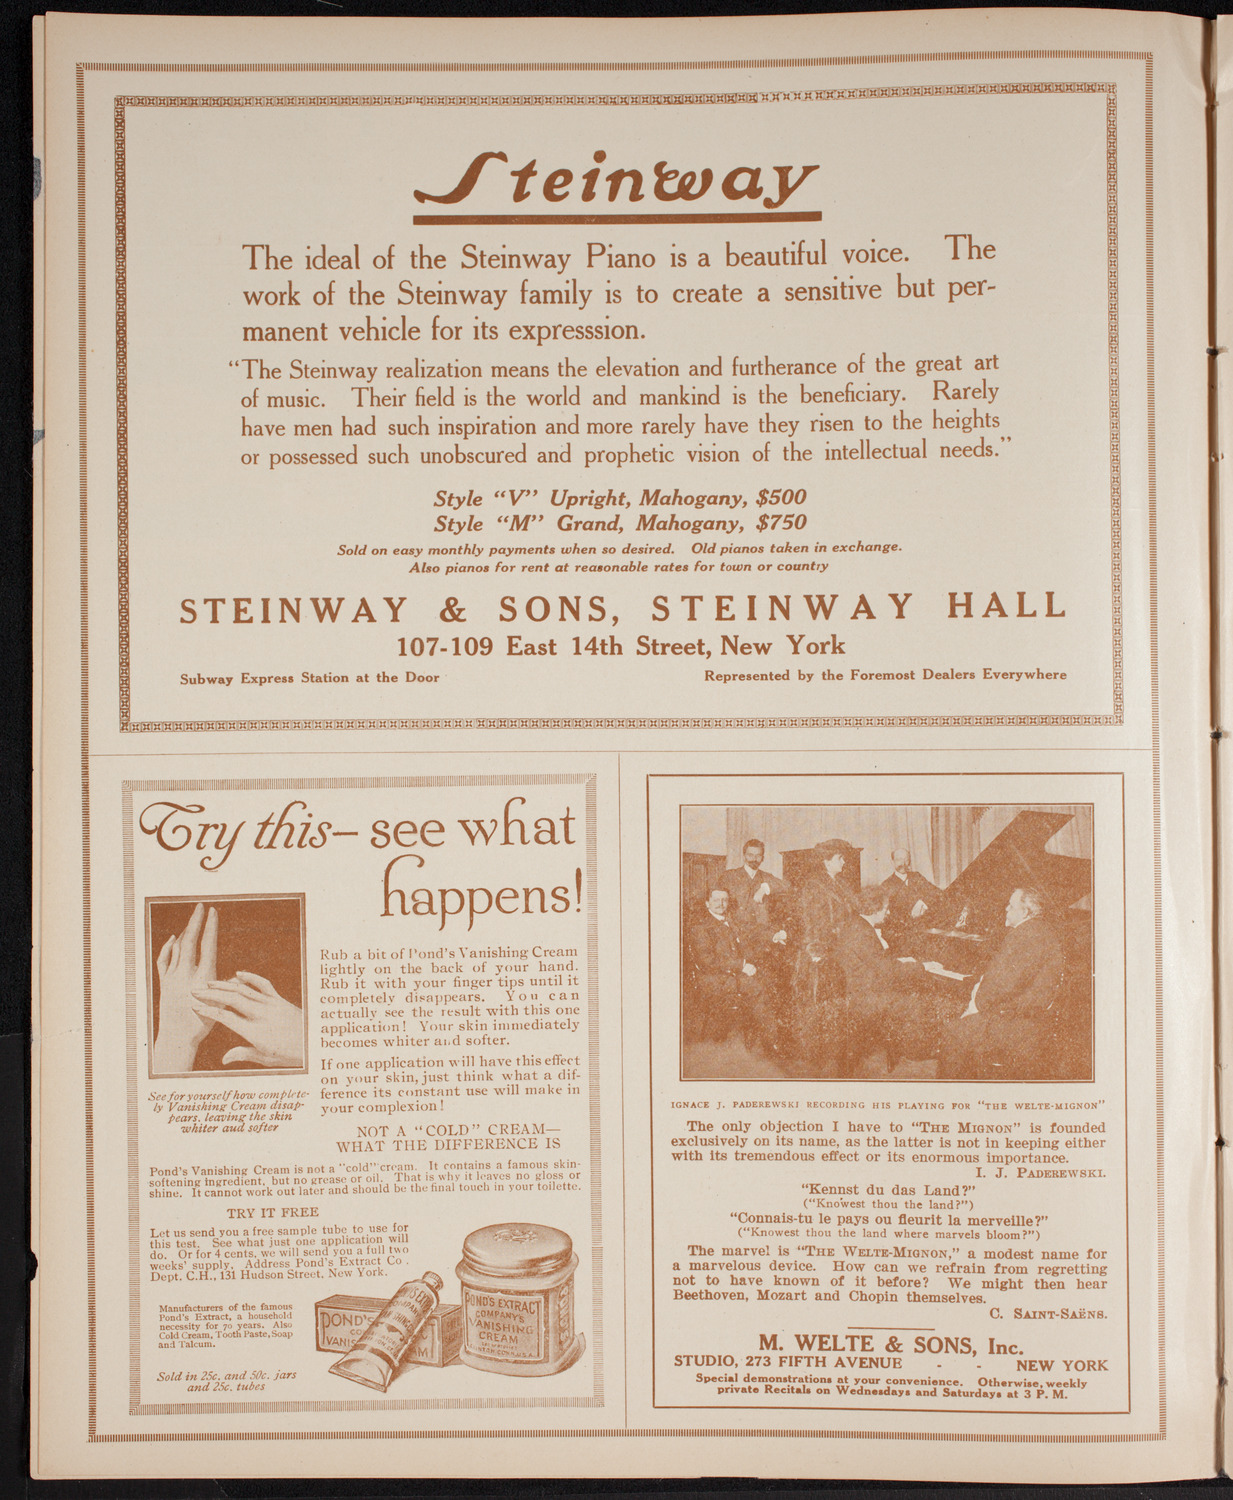 Steinway
The ideal of the Steinway Piano is a beautiful voice. The
work of the Steinway family is to create a sensitive but per-
manent vehicle for its expresssion.
"The Steinway realization means the elevation and furtherance of the great art
of music. Their field is the world and mankind is the beneficiary. Rarely
have men had such inspiration and more rarely have they risen to the heights
or possessed such unobscured and prophetic vision of the intellectual needs."
Style "V" Upright, Mahogany, $500
Style "M" Grand, Mahogany, $750
Sold on easy monthly payments when so desired. Old pianos taken in exchange.
Also pianos for rent at reasonable rates for town or country
STEINWAY & SONS, STEINWAY HALL
107-109 East 14th Street, New York
Subway Express Station at the Door
Represented by the Foremost Dealers Everywhere
Try this—see what
happens!
Rub a bit of Pond's Vanishing Cream
lightly on the back of your hand.
Rub it with your finger tips until it
completely disappears. You can
actually see the result with this one
application! Your skin immediately
becomes whiter and softer.
If one application will have this effect
on your skin, just think what a dif-
ference its constant use will make in
your complexion!
See for yourself how complete-
ly Vanishing Cream disap-
pears, leaving the skin
whiter aud softer
NOT A "COLD" CREAM—
WHAT THE DIFFERENCE IS
Pond's Vanishing Cream is not a "cold" cream. It contains a famous skin-
softening ingredient, but no grease or oil. That is why it leaves no gloss or
shine. It cannot work out later and should be the final touch in your toilette.
TRY IT FREE
Let us send you a free sample tube to use for
this test. See what just one application will
do. Or for 4 cents, we will send you a full two
weeks' supply. Address Pond's Extract Co.,
Dept. C.H., 131 Hudson Street, New York.
Manufacturers of the famous
Pond's Extract, a household
necessity for 70 years. Also
Cold Cream, Tooth Paste, Soap
and Talcum.
Sold in 25c. and 50c. jars
and 25c. tubes
POND'S
VANIS
AM
POND'S EXTRACT
COMPANY'S
VANISHING
CREAM
IGNACE J. PADEREWSKI RECORDING HIS PLAYING FOR "THE WELTE-MIGNON"
The only objection I have to "THE MIGNON" is founded
exclusively on its name, as the latter is not in keeping either
with its tremendous effect or its enormous importance.
I. J. PADEREWSKI.
"Kennst du das Land?"
("Knowest thou the land?")
"Connais-tu le pays ou fleurit la merveille?"
("Knowest thou the land where marvels bloom?")
The marvel is "THE WELTE-MIGNON," a modest name for
a marvelous device. How can we refrain from regretting
not to have known of it before? We might then hear
Beethoven, Mozart and Chopin themselves.
C. SAINT-SAËNS.
M. WELTE & SONS, Inc.
STUDIO, 273 FIFTH AVENUE - - NEW YORK
Special demonstrations at your convenience. Otherwise, weekly
private Recitals on Wednesdays and Saturdays at 3 P. M.